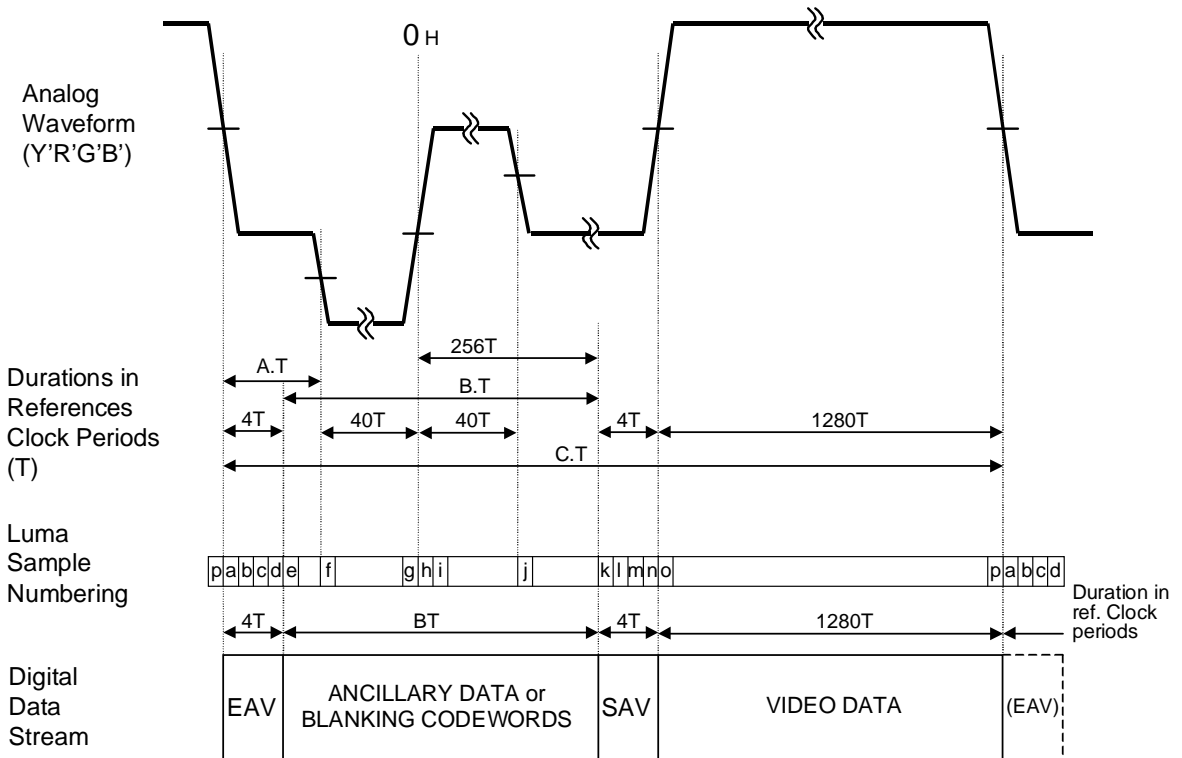 0 H
Analog
Waveform
(Y'R'G'B')
256T
A.T
B.T
Durations in
References
Clock Periods
(T)
4T 40T 40T 4T 1280T
C.T
Luma
Sample
Numbering
p a b c d e f g h i j k l m n o p a b c d
Duration in
ref. Clock
periods
4T BT 4T 1280T
Digital
Data
Stream
EAV
ANCILLARY DATA or
BLANKING CODEWORDS
SAV
VIDEO DATA
(EAV)